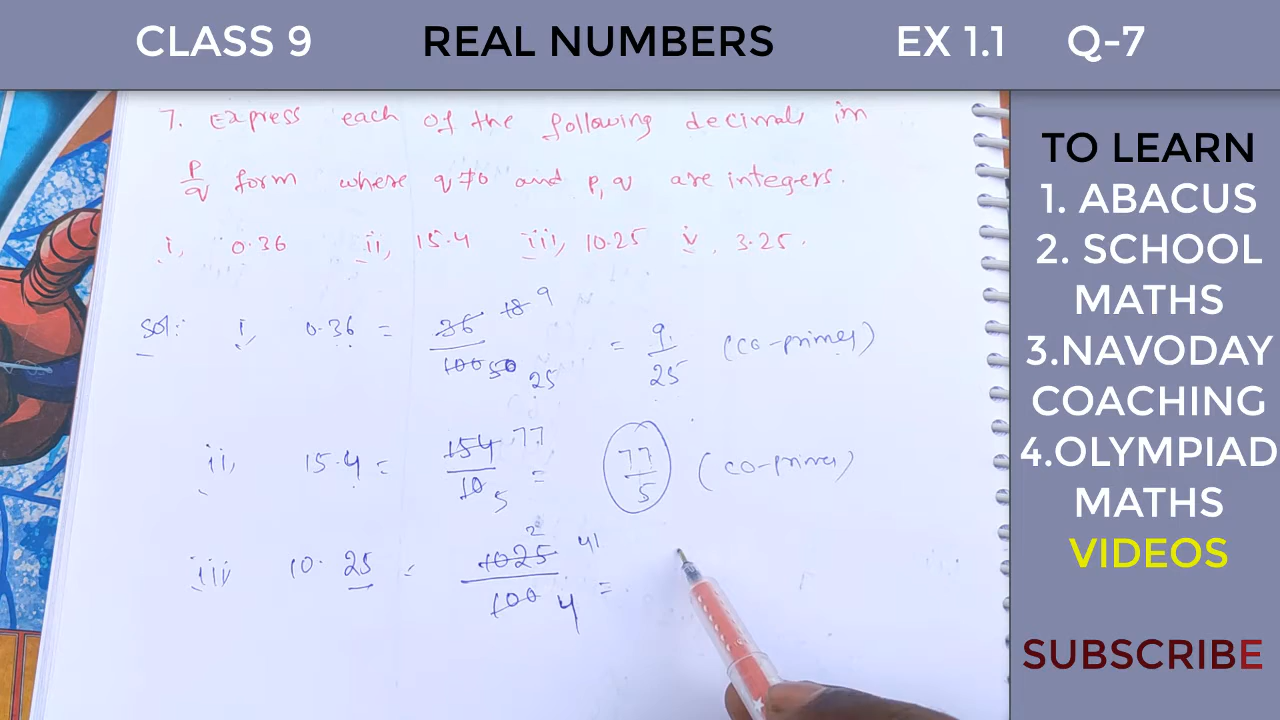 CLASS 9 REAL NUMBERS EX 1.1 Q-7
7. Express each of the following decimals in
p/q form where q≠0 and p, q are integers.
i, 0.36 ii, 15.4 iii, 10.25 v, 3.25.
Sol: i, 0.36 = 36/100 18/50 9/25 = 9/25 (co-primes)
ii, 15.4 = 154/10 77/5 = 77/5 (co-primes)
iii 10.25 = 1025/100 2 41/4 =
TO LEARN
1. ABACUS
2. SCHOOL
MATHS
3.NAVODAY
COACHING
4.OLYMPIAD
MATHS
VIDEOS
SUBSCRIBE